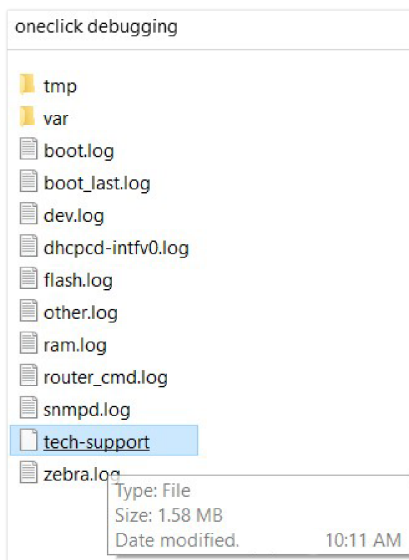 oneclick debugging
tmp
var
boot.log
boot_last.log
dev.log
dhcpcd-intfv0.log
flash.log
other.log
ram.log
router_cmd.log
snmpd.log
tech-support
zebra.log
Type: File
Size: 1.58 MB
Date modified. 10:11 AM